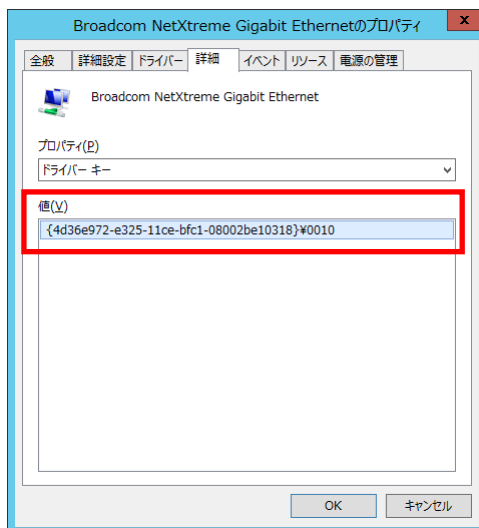 Broadcom NetXtreme Gigabit Ethernetのプロパティ
x
全般 詳細設定 ドライバー 詳細 イベント リソース 電源の管理
Broadcom NetXtreme Gigabit Ethernet
プロパティ(P)
ドライバー キー
値(V)
{4d36e972-e325-11ce-bfc1-08002be10318}¥0010
OK キャンセル